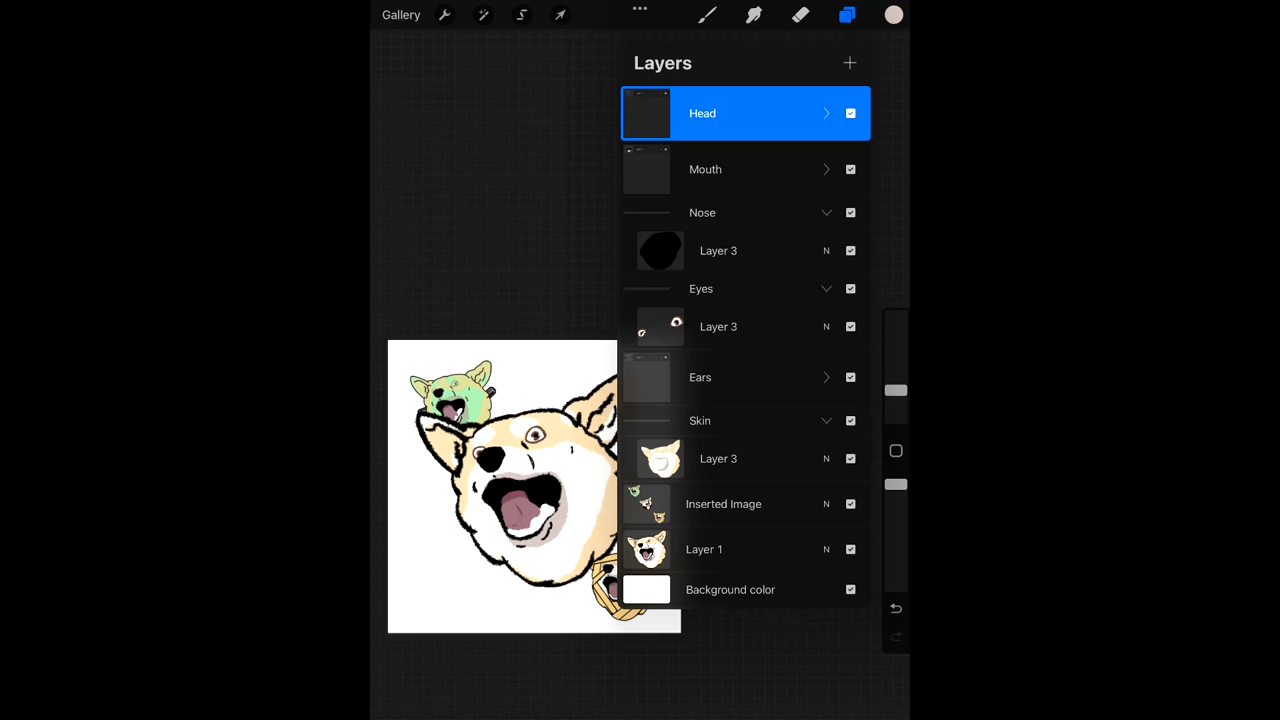 Gallery
Layers
Head
Mouth
Nose
Layer 3
N
Eyes
Layer 3
N
Ears
Skin
Layer 3
N
Inserted Image
N
Layer 1
N
Background color